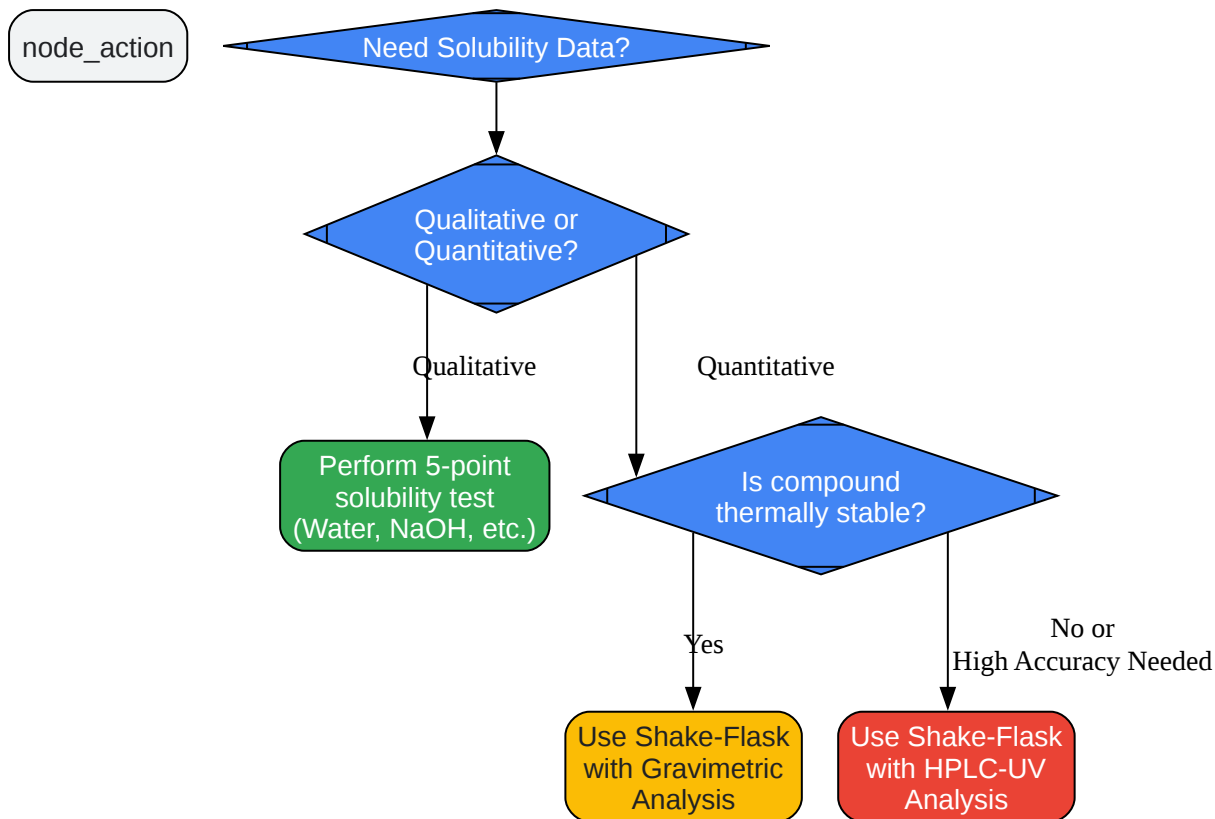 node_action
Need Solubility Data?
Qualitative or
Quantitative?
Qualitative
Quantitative
Perform 5-point
solubility test
(Water, NaOH, etc.)
Is compound
thermally stable?
Yes
No or
High Accuracy Needed
Use Shake-Flask
with Gravimetric
Analysis
Use Shake-Flask
with HPLC-UV
Analysis